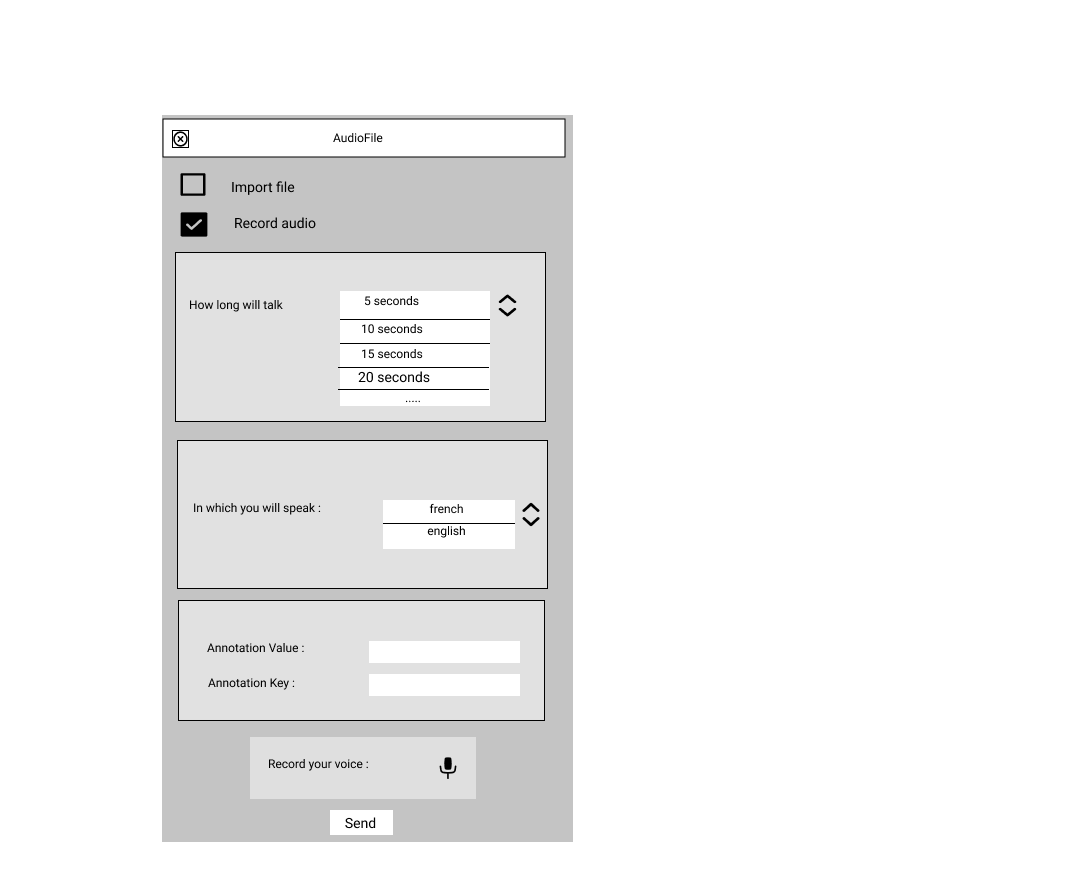 AudioFile
Import file
Record audio
How long will talk
5 seconds
10 seconds
15 seconds
20 seconds
.....
In which you will speak :
french
english
Annotation Value :
Annotation Key :
Record your voice :
Send